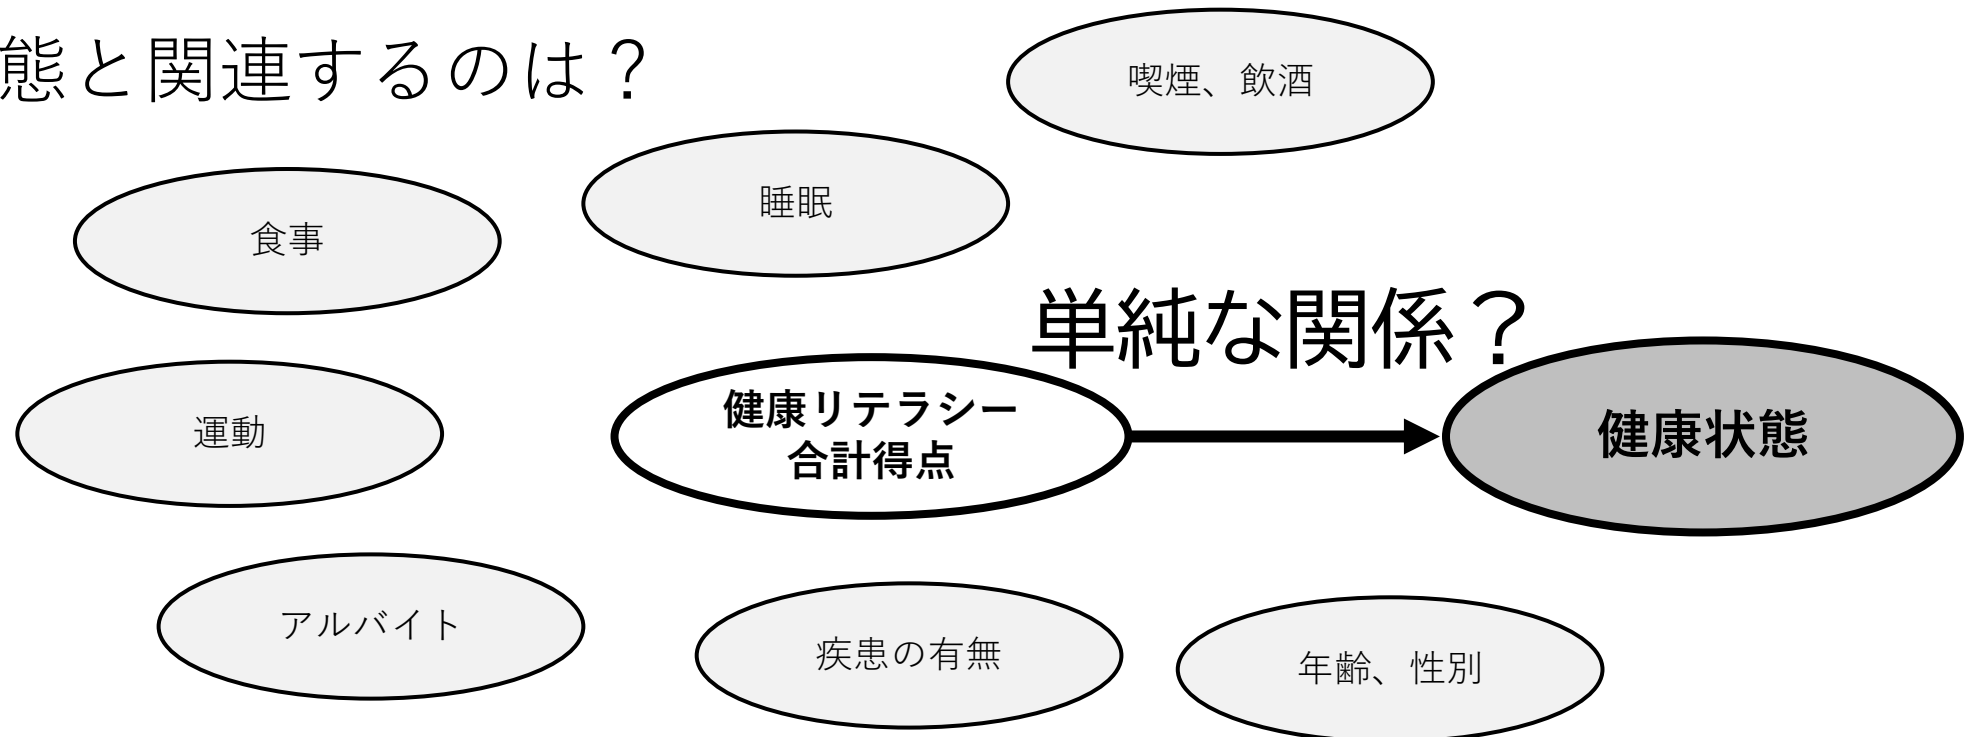 態と関連するのは？
喫煙、飲酒
睡眠
食事
単純な関係？
運動
健康リテラシー
合計得点
健康状態
アルバイト
疾患の有無
年齢、性別